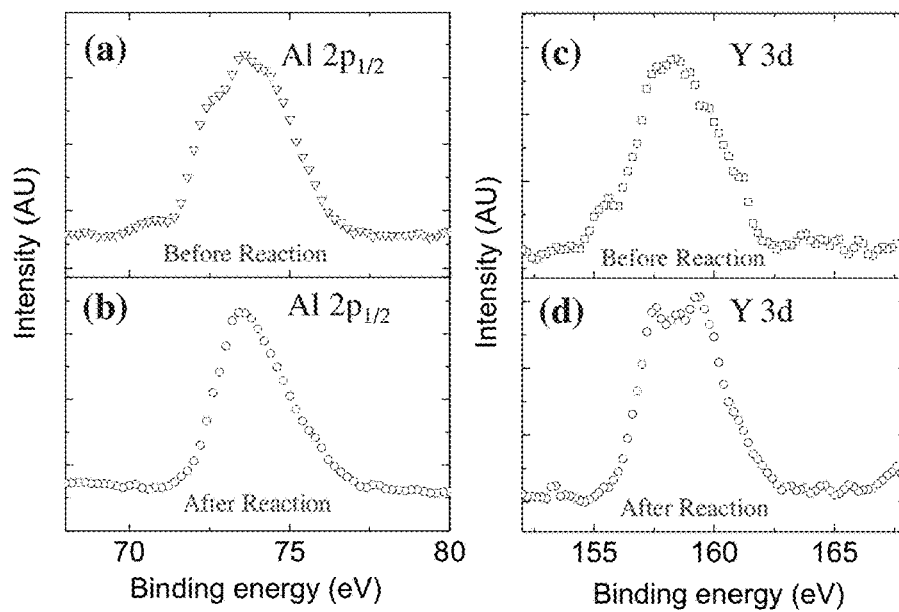 (a) Al 2p1/2
Before Reaction
(b) Al 2p1/2
After Reaction
Intensity (AU)
70 75 80
Binding energy (eV)
(c) Y 3d
Before Reaction
(d) Y 3d
After Reaction
Intensity (AU)
155 160 165
Binding energy (eV)